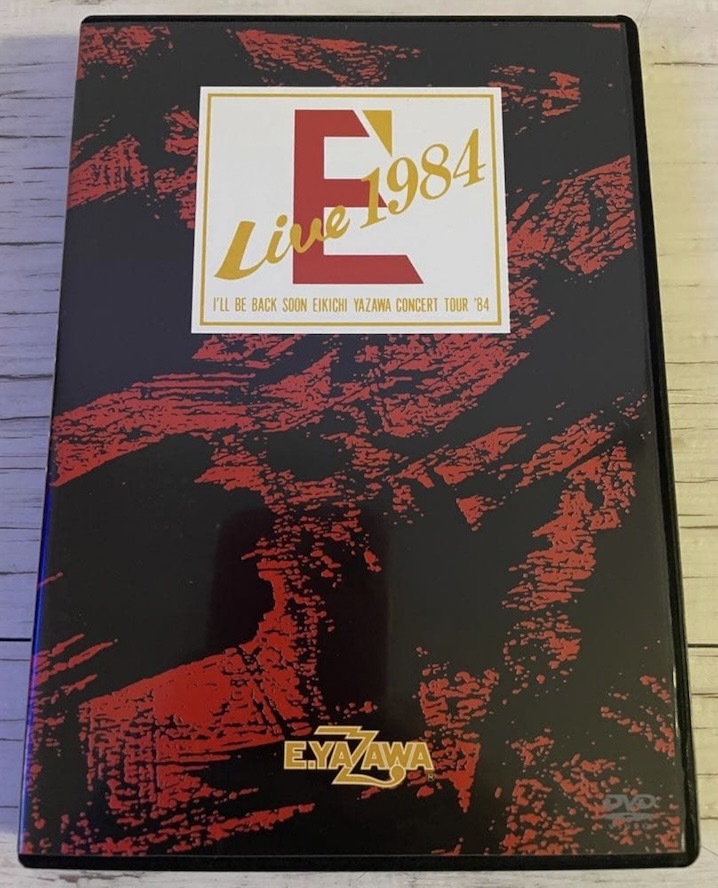 E'
Live 1984
I'LL BE BACK SOON EIKICHI YAZAWA CONCERT TOUR '84
E.YAZAWA
®
DVD